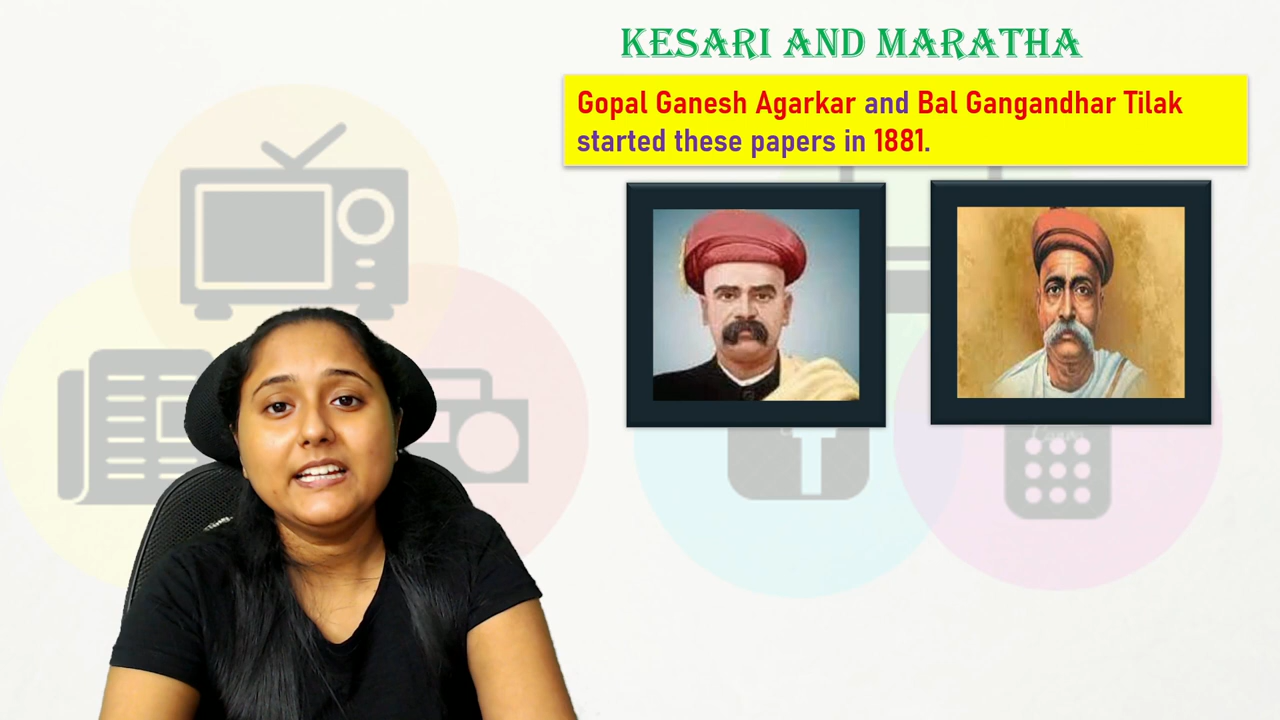 KESARI AND MARATHA
Gopal Ganesh Agarkar and Bal Gangandhar Tilak
started these papers in 1881.